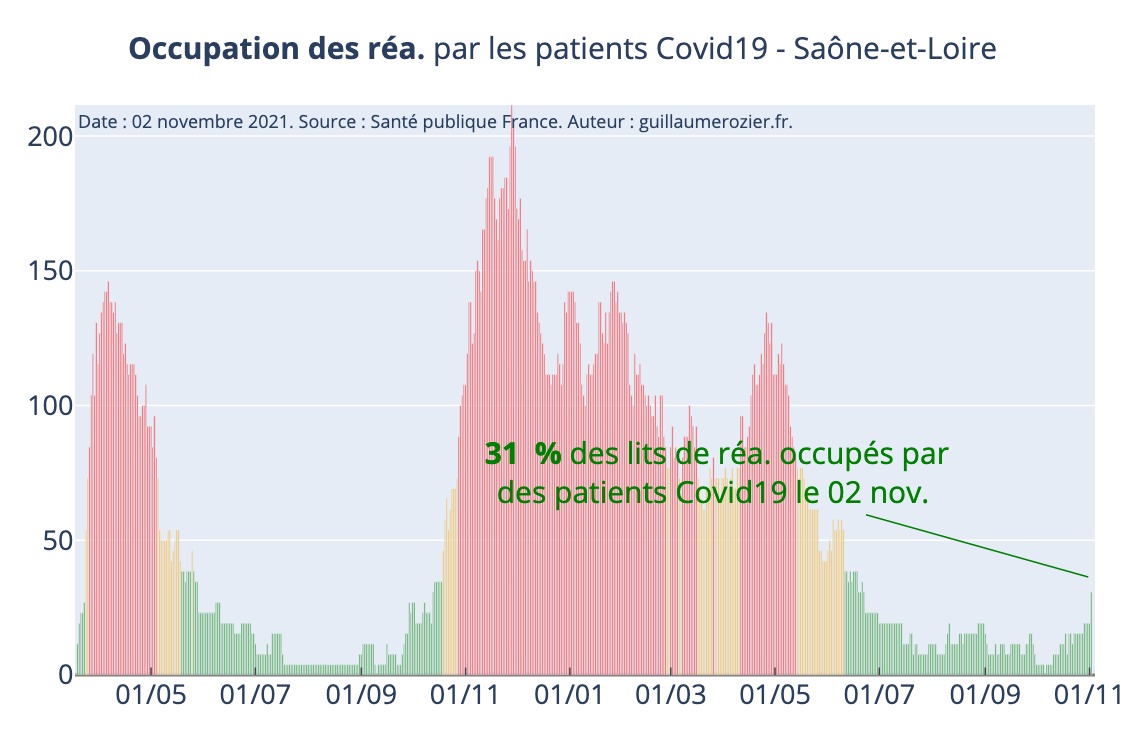 Occupation des réa. par les patients Covid19 - Saône-et-Loire
Date : 02 novembre 2021. Source : Santé publique France. Auteur : guillaumerozier.fr.
200
150
100
31 % des lits de réa. occupés par
des patients Covid19 le 02 nov.
50
0
01/05 01/07 01/09 01/11 01/01 01/03 01/05 01/07 01/09 01/11